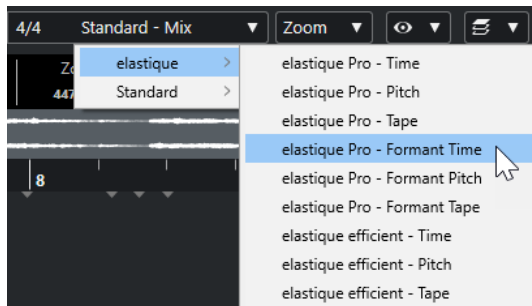 4/4 Standard - Mix Zoom
elastique
Standard
447
8
elastique Pro - Time
elastique Pro - Pitch
elastique Pro - Tape
elastique Pro - Formant Time
elastique Pro - Formant Pitch
elastique Pro - Formant Tape
elastique efficient - Time
elastique efficient - Pitch
elastique efficient - Tape